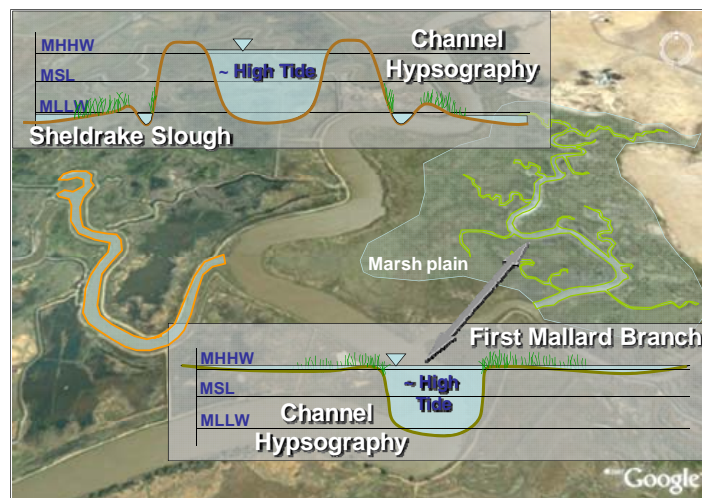 MHHW
MSL
MLLW
~ High Tids
Channel
Hypsography
Sheldrake Slough
Marsh plain
First Mallard Branch
MHHW
MSL
MLLW
~ High
Tide
Channel
Hypsography
Google